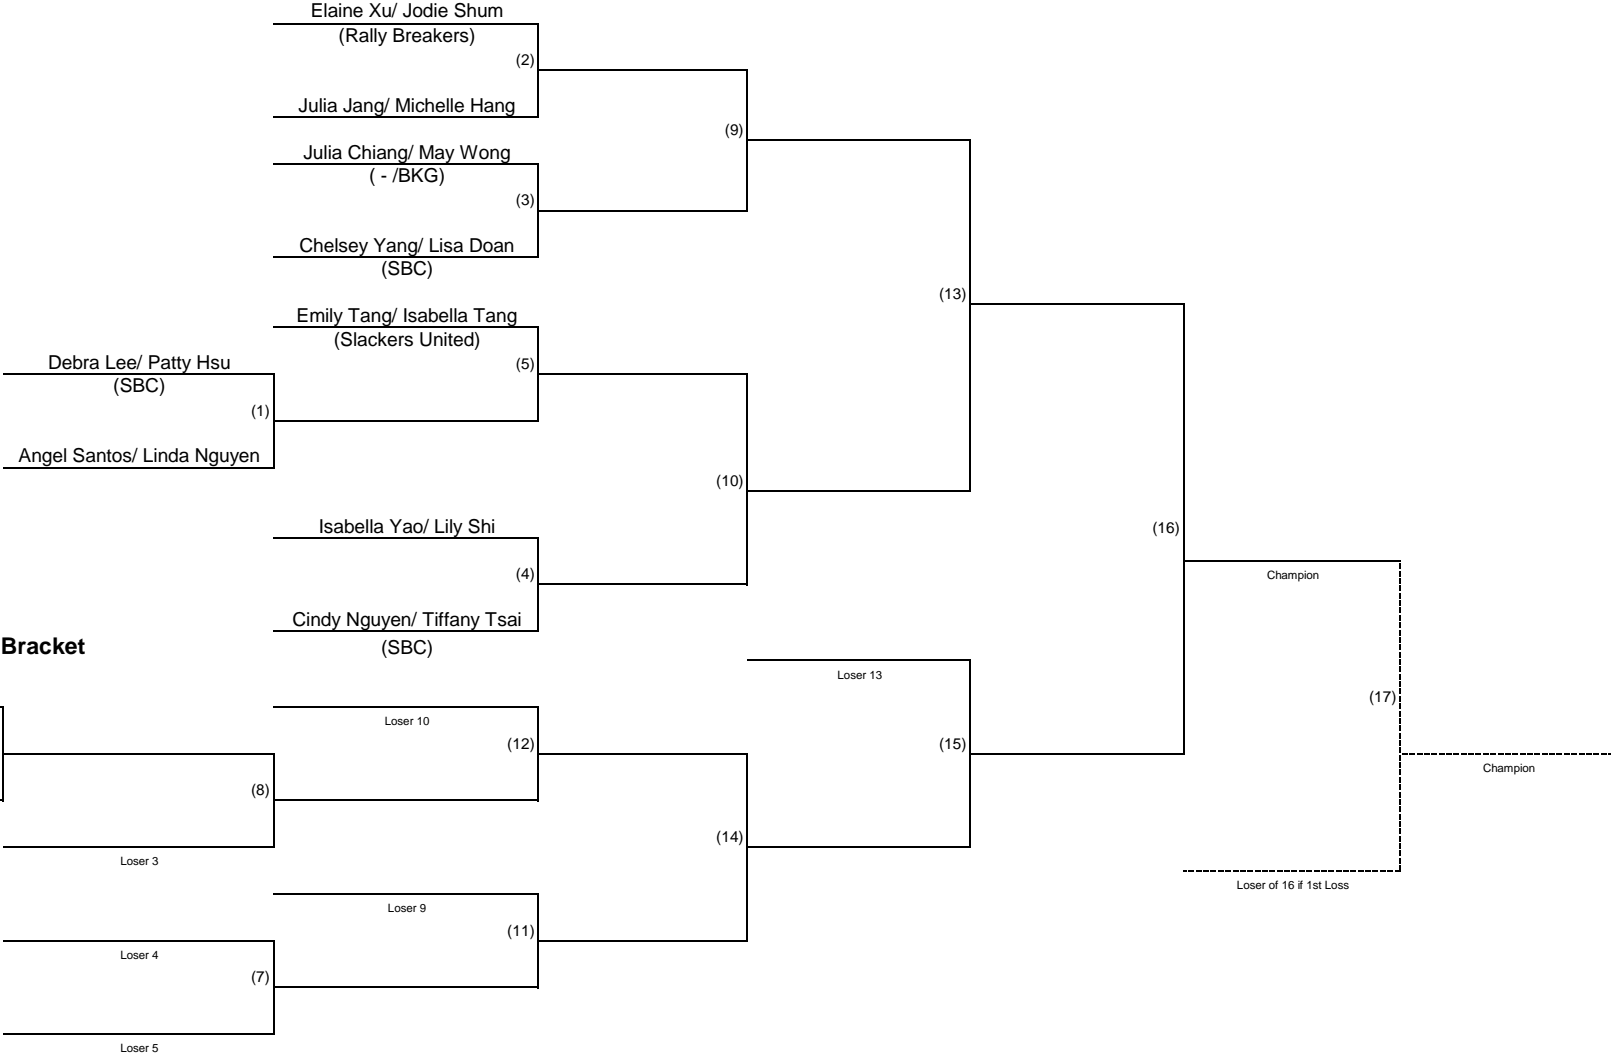 Elaine Xu/ Jodie Shum
(Rally Breakers)
(2)
Julia Jang/ Michelle Hang
(9)
Julia Chiang/ May Wong
( - /BKG)
(3)
Chelsey Yang/ Lisa Doan
(SBC)
(13)
Emily Tang/ Isabella Tang
(Slackers United)
(5)
Debra Lee/ Patty Hsu
(SBC)
(1)
Angel Santos/ Linda Nguyen
(10)
Isabella Yao/ Lily Shi
(16)
(4)
Champion
Cindy Nguyen/ Tiffany Tsai
(SBC)
Bracket
Loser 13
(17)
Loser 10
(12)
(15)
Champion
(8)
(14)
Loser 3
Loser of 16 if 1st Loss
Loser 9
(11)
Loser 4
(7)
Loser 5